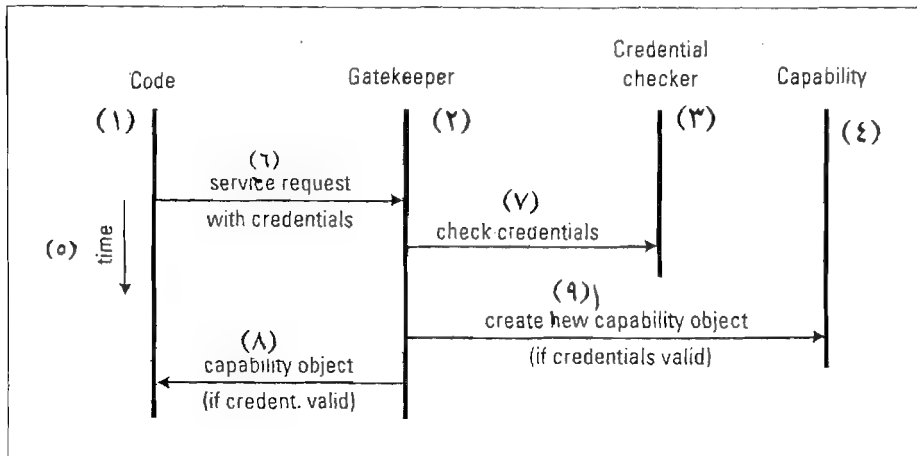 Code
(١)
Gatekeeper
(٢)
Credential
checker
(٣)
Capability
(٤)
(٦)
service request
with credentials
(٥)
time
(٧)
check credentials
(٩)
create new capability object
(if credentials valid)
(٨)
capability object
(if credent. valid)